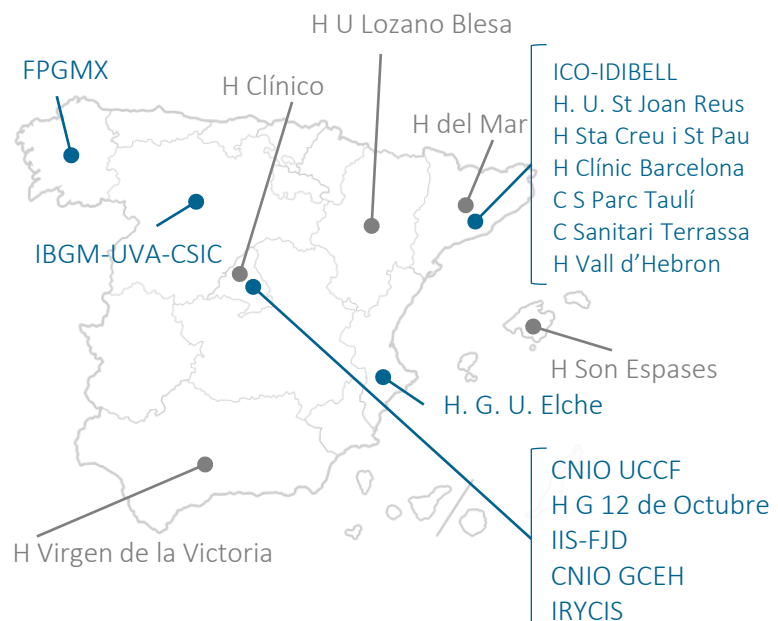 H U Lozano Blesa
FPGMX
H Clínico
H del Mar
ICO-IDIBELL
H. U. St Joan Reus
H Sta Creu i St Pau
H Clínic Barcelona
C S Parc Taulí
C Sanitari Terrassa
H Vall d’Hebron
IBGM-UVA-CSIC
H Son Espases
H. G. U. Elche
H Virgen de la Victoria
CNIO UCCF
H G 12 de Octubre
IIS-FJD
CNIO GCEH
IRYCIS